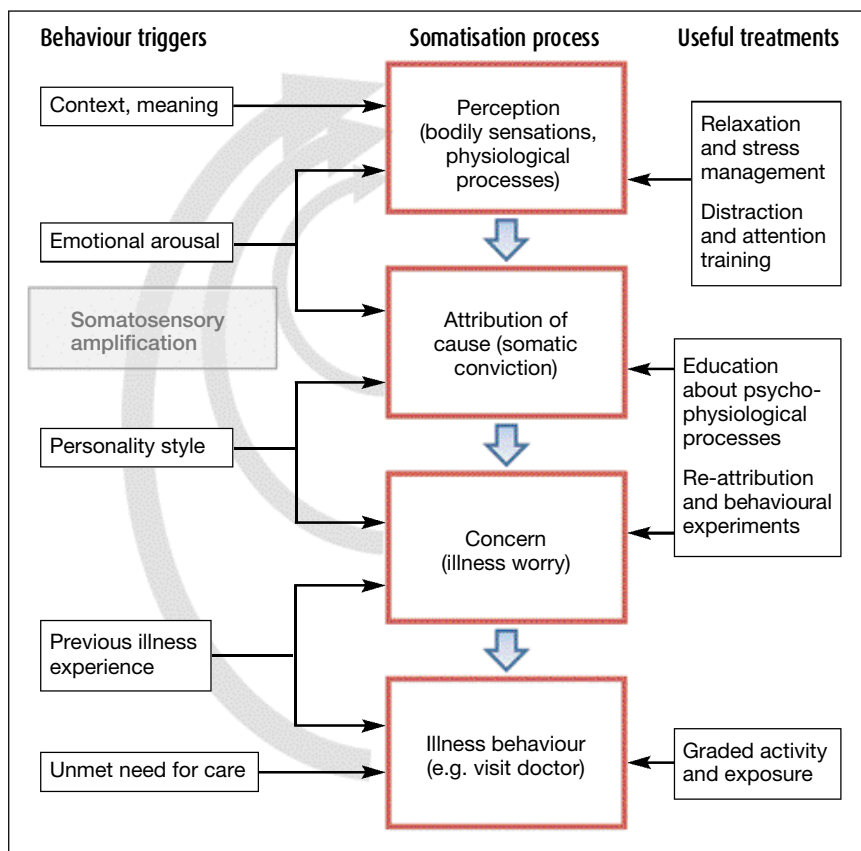 Behaviour triggers
Somatisation process
Useful treatments
Context, meaning
Emotional arousal
Somatosensory
amplification
Personality style
Previous illness
experience
Unmet need for care
Perception
(bodily sensations,
physiological
processes)
Attribution of
cause (somatic
conviction)
Concern
(illness worry)
Illness behaviour
(e.g. visit doctor)
Relaxation
and stress
management
Distraction
and attention
training
Education
about psycho-
physiological
processes
Re-attribution
and behavioural
experiments
Graded activity
and exposure